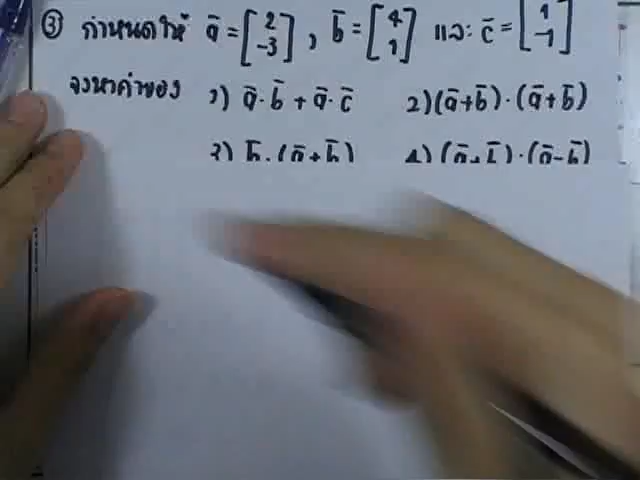 ③ กำหนดให้ ā = [2 -3], b̄ = [4 1] และ c̄ = [1 -1]
จงหาค่าของ 1) ā·b̄ + ā·c̄ 2) (ā+b̄)·(ā+b̄)
3) b̄·(ā+b̄) 4) (ā+b̄)·(ā-b̄)